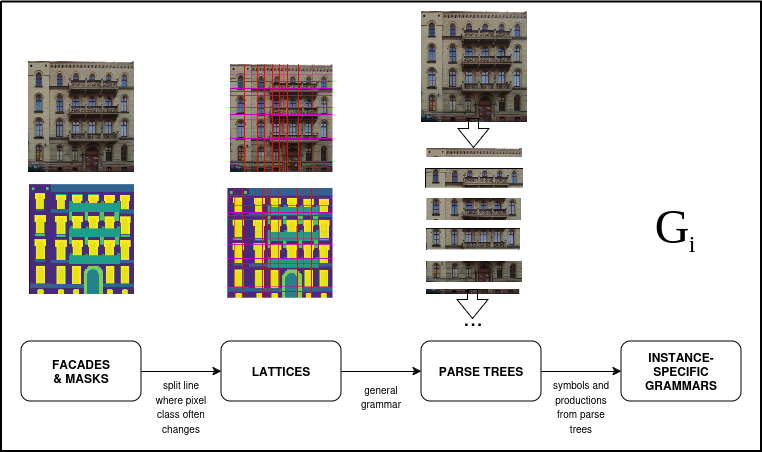 G_i
...
FACADES
& MASKS
LATTICES
PARSE TREES
INSTANCE-
SPECIFIC
GRAMMARS
split line
where pixel
class often
changes
general
grammar
symbols and
productions
from parse
trees